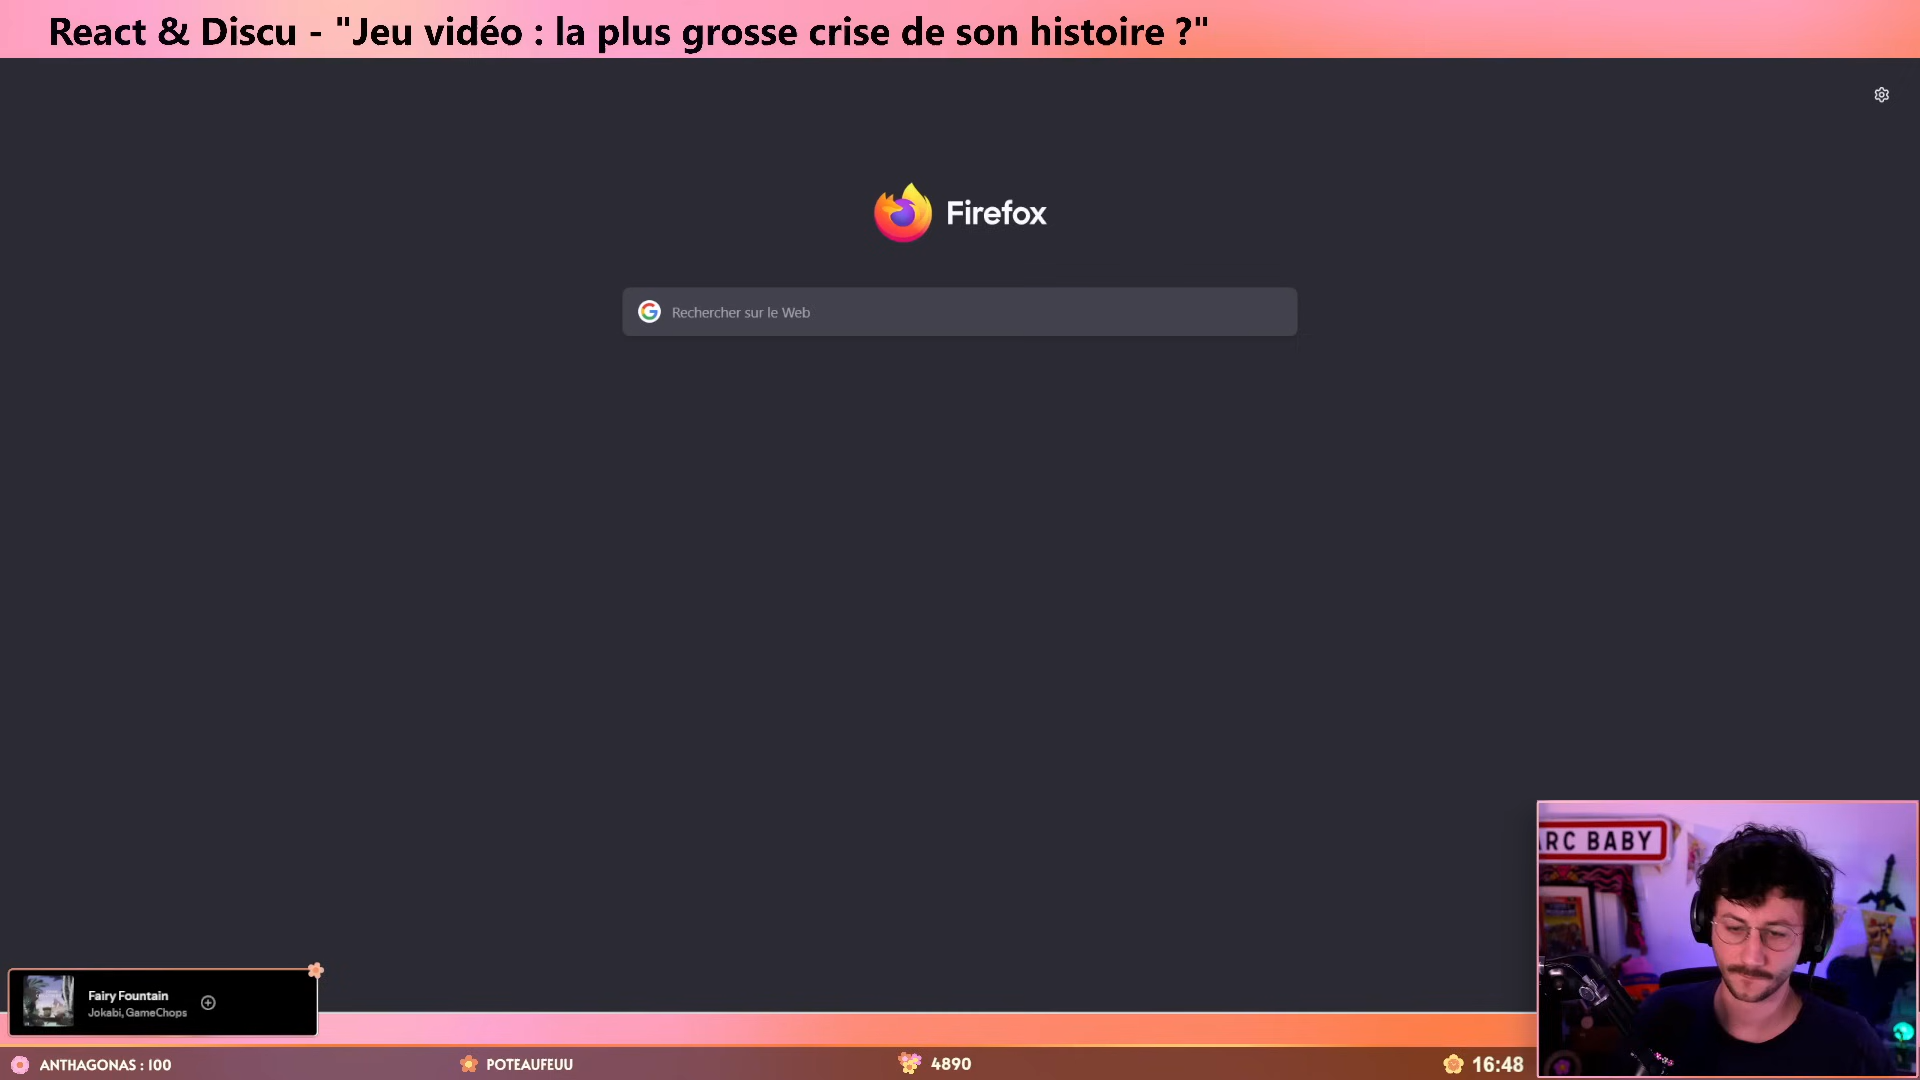 React & Discu - "Jeu vidéo : la plus grosse crise de son histoire ?"
Firefox
Rechercher sur le Web
ARC BABY
Fairy Fountain
Jokabi, GameChops
ANTHAGONAS : 100
POTEAUFEUU
4890
16:48